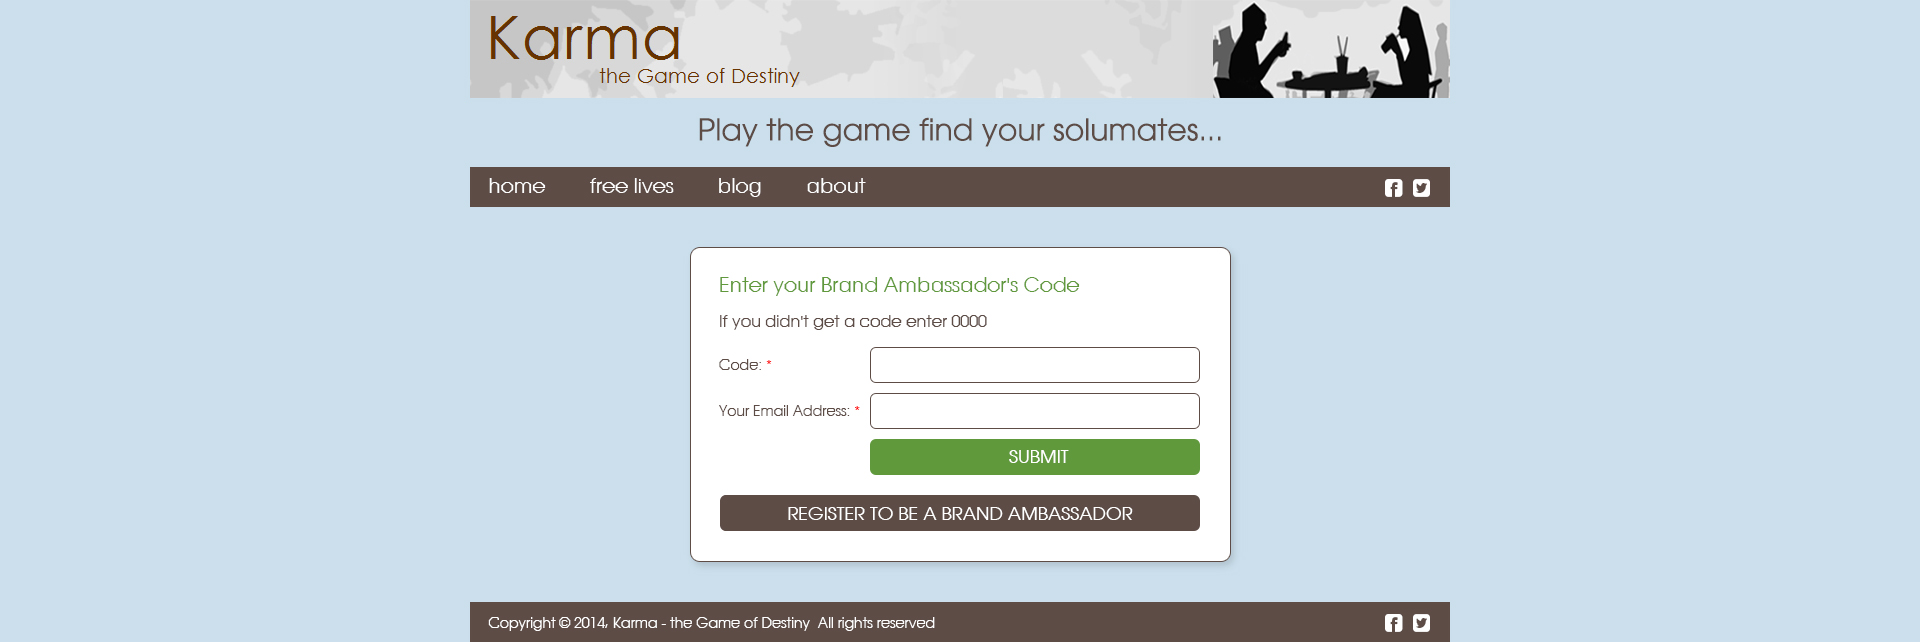 Karma
the Game of Destiny
Play the game find your solumates...
home free lives blog about
Enter your Brand Ambassador's Code
If you didn't get a code enter 0000
Code: *
Your Email Address: *
SUBMIT
REGISTER TO BE A BRAND AMBASSADOR
Copyright © 2014, Karma - the Game of Destiny All rights reserved